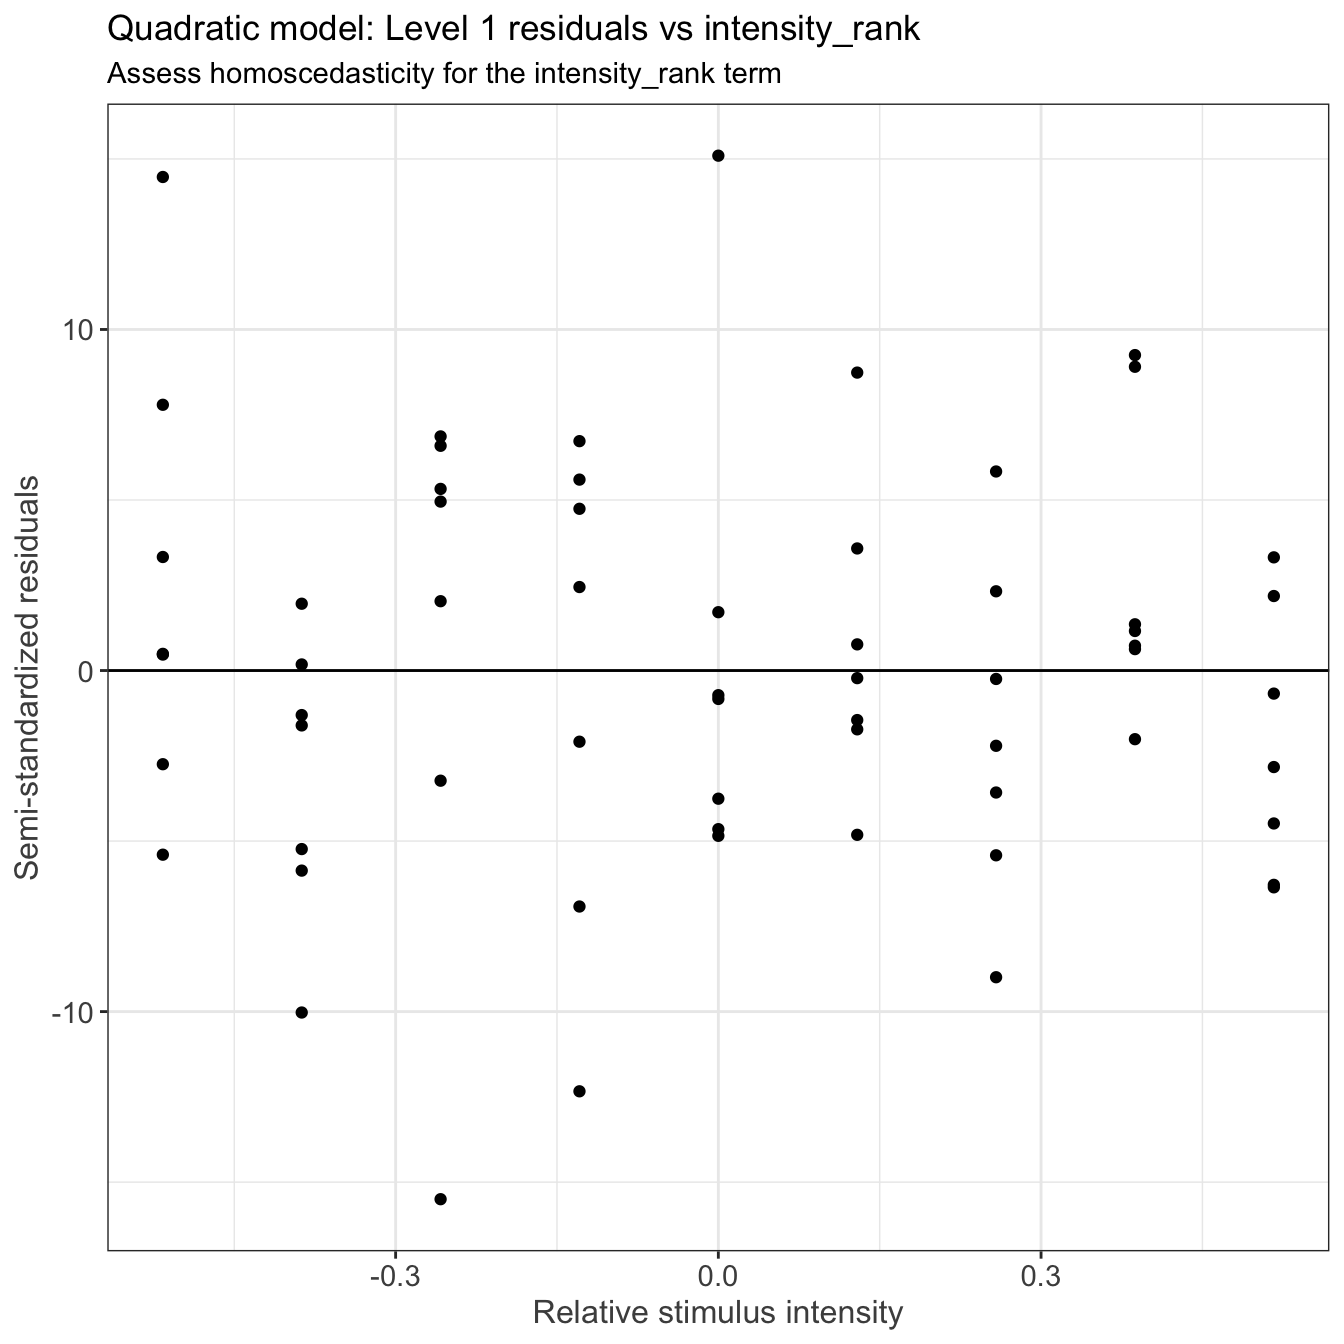 Quadratic model: Level 1 residuals vs intensity_rank
Assess homoscedasticity for the intensity_rank term
10
0
-10
Semi-standardized residuals
-0.3
0.0
0.3
Relative stimulus intensity